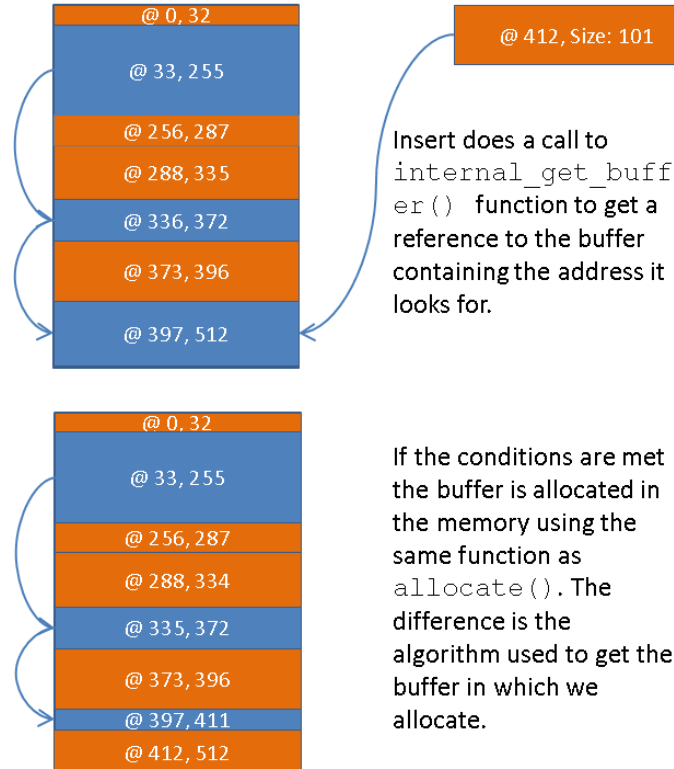 @ 0, 32
@ 33, 255
@ 256, 287
@ 288, 335
@ 336, 372
@ 373, 396
@ 397, 512
@ 412, Size: 101
Insert does a call to
internal_get_buff
er() function to get a
reference to the buffer
containing the address it
looks for.
@ 0, 32
@ 33, 255
@ 256, 287
@ 288, 334
@ 335, 372
@ 373, 396
@ 397, 411
@ 412, 512
If the conditions are met
the buffer is allocated in
the memory using the
same function as
allocate(). The
difference is the
algorithm used to get the
buffer in which we
allocate.